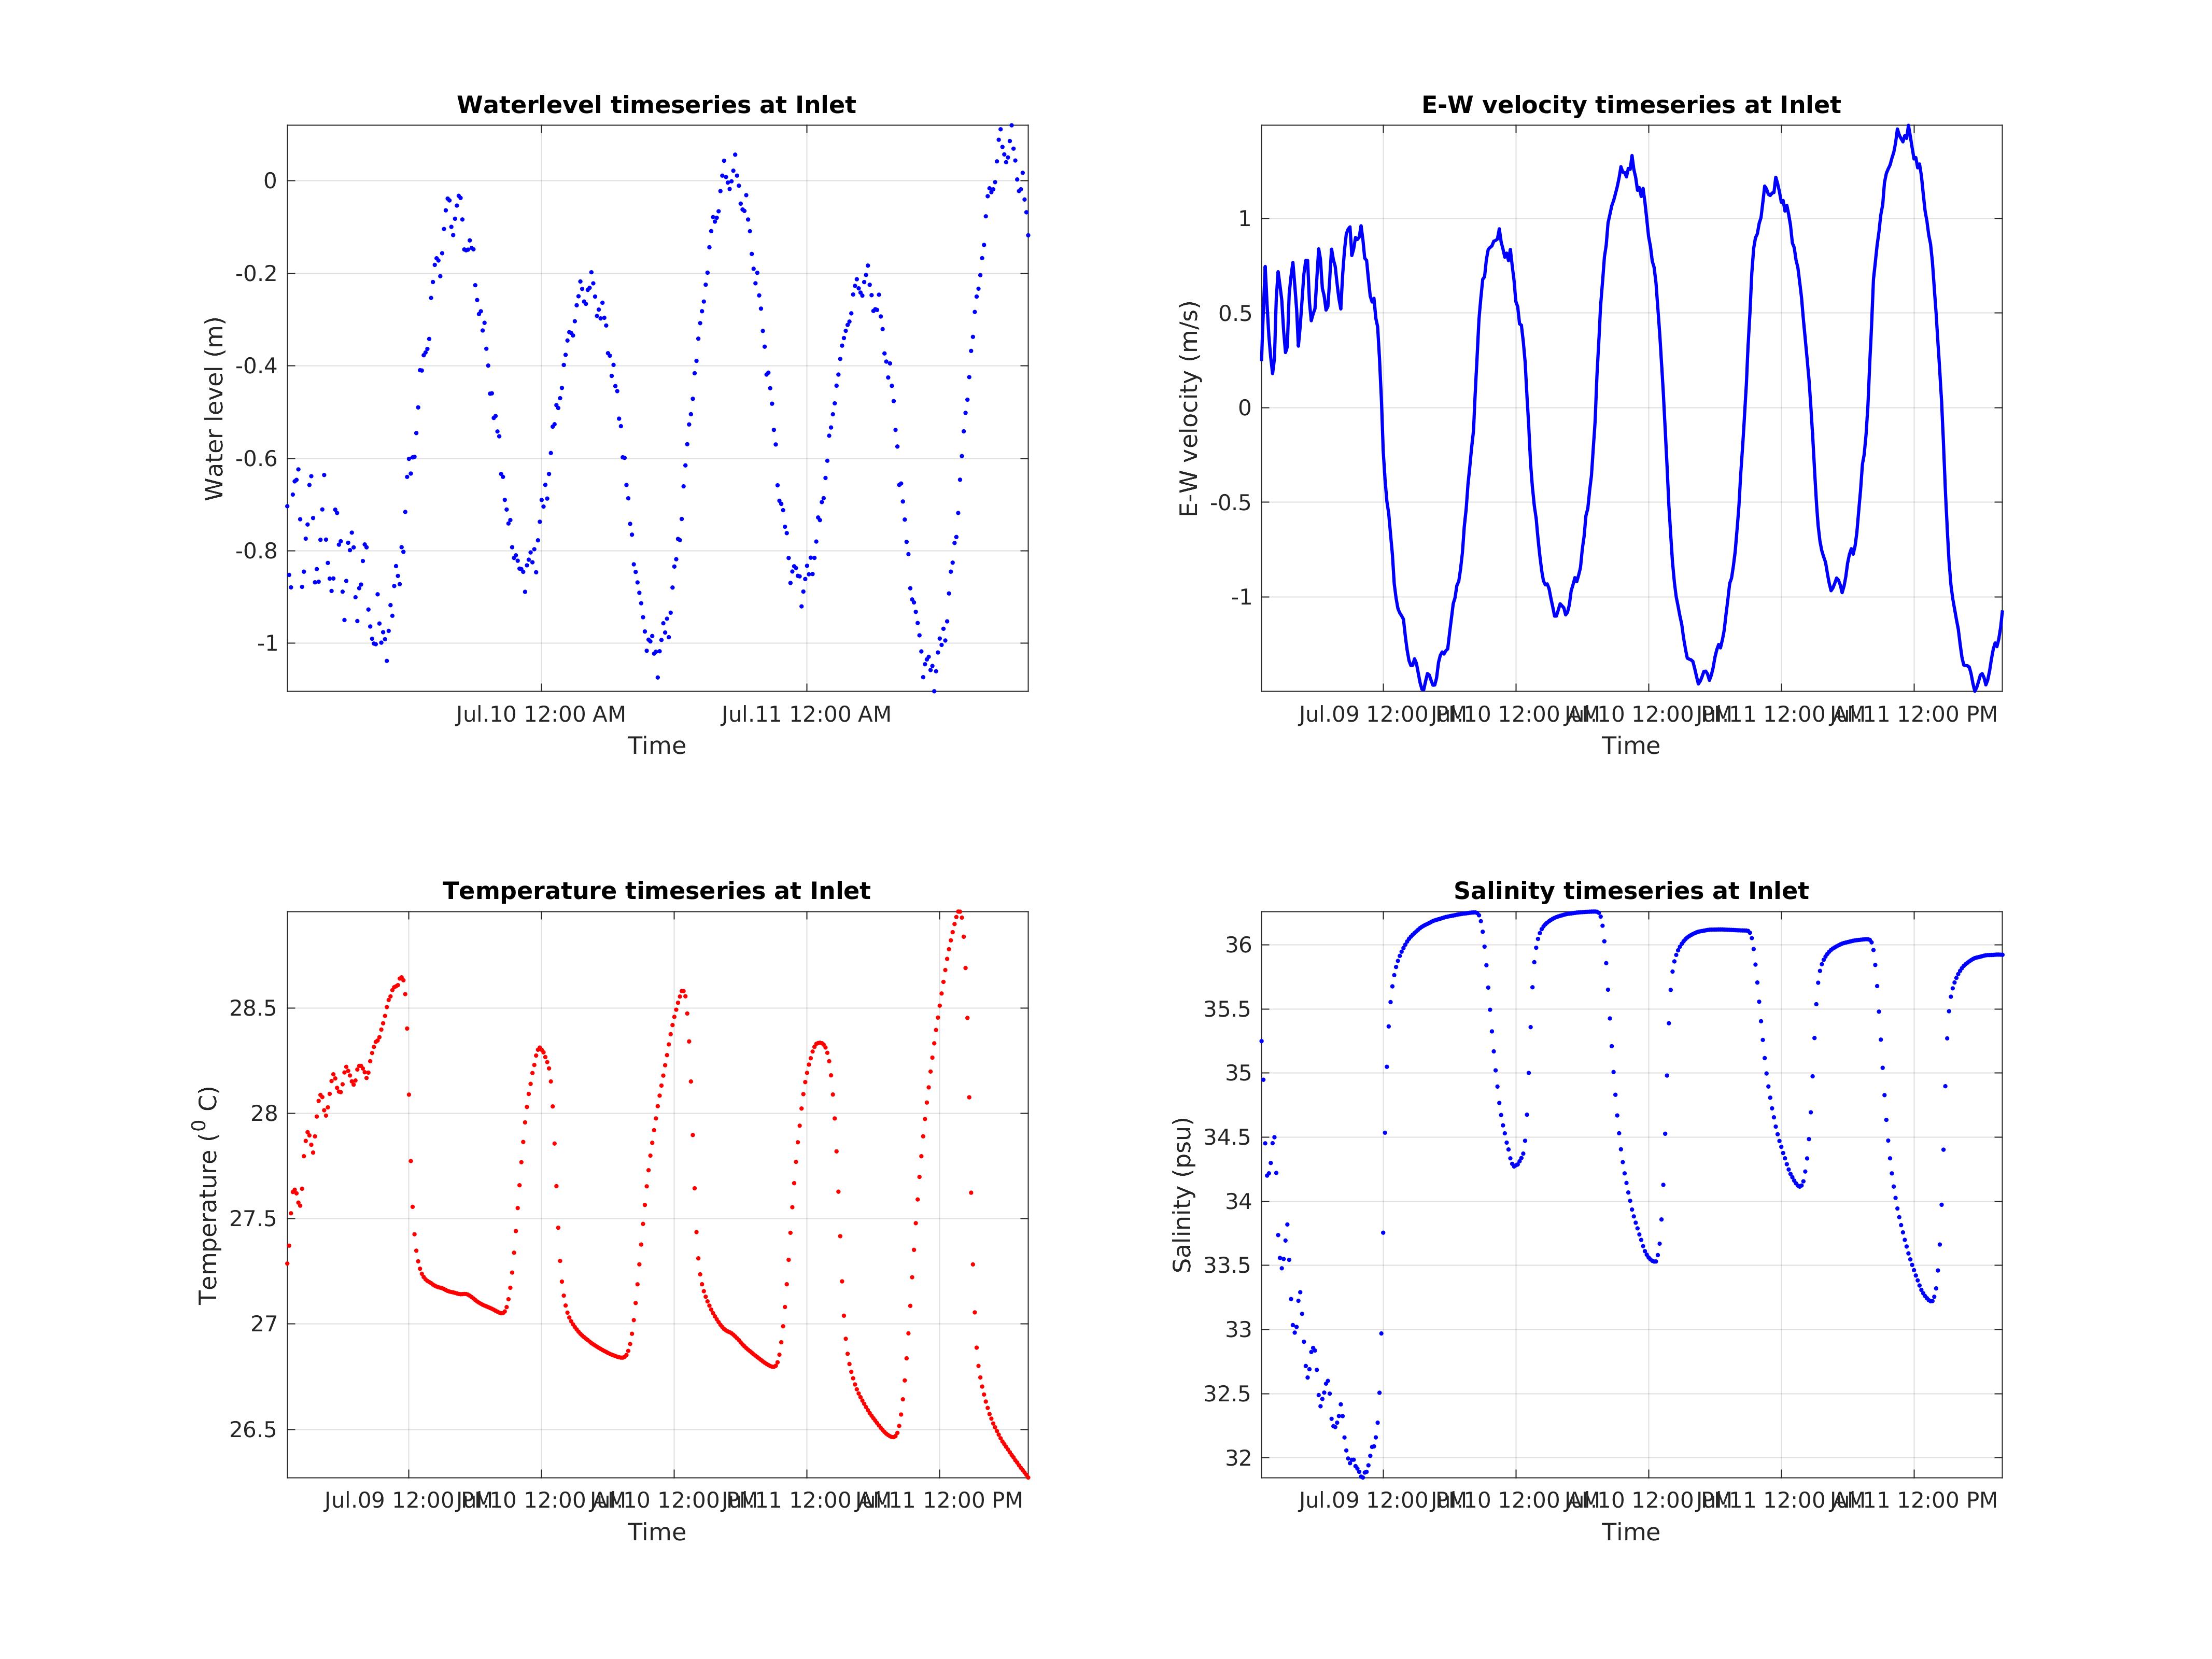 Waterlevel timeseries at Inlet
Water level (m)
0
-0.2
-0.4
-0.6
-0.8
-1
Jul.10 12:00 AM Jul.11 12:00 AM
Time
E-W velocity timeseries at Inlet
E-W velocity (m/s)
1
0.5
0
-0.5
-1
Jul.09 12:00 PM Jul.10 12:00 AM Jul.10 12:00 PM Jul.11 12:00 AM Jul.11 12:00 PM
Time
Temperature timeseries at Inlet
Temperature (⁰ C)
28.5
28
27.5
27
26.5
Jul.09 12:00 PM Jul.10 12:00 AM Jul.10 12:00 PM Jul.11 12:00 AM Jul.11 12:00 PM
Time
Salinity timeseries at Inlet
Salinity (psu)
36
35.5
35
34.5
34
33.5
33
32.5
32
Jul.09 12:00 PM Jul.10 12:00 AM Jul.10 12:00 PM Jul.11 12:00 AM Jul.11 12:00 PM
Time